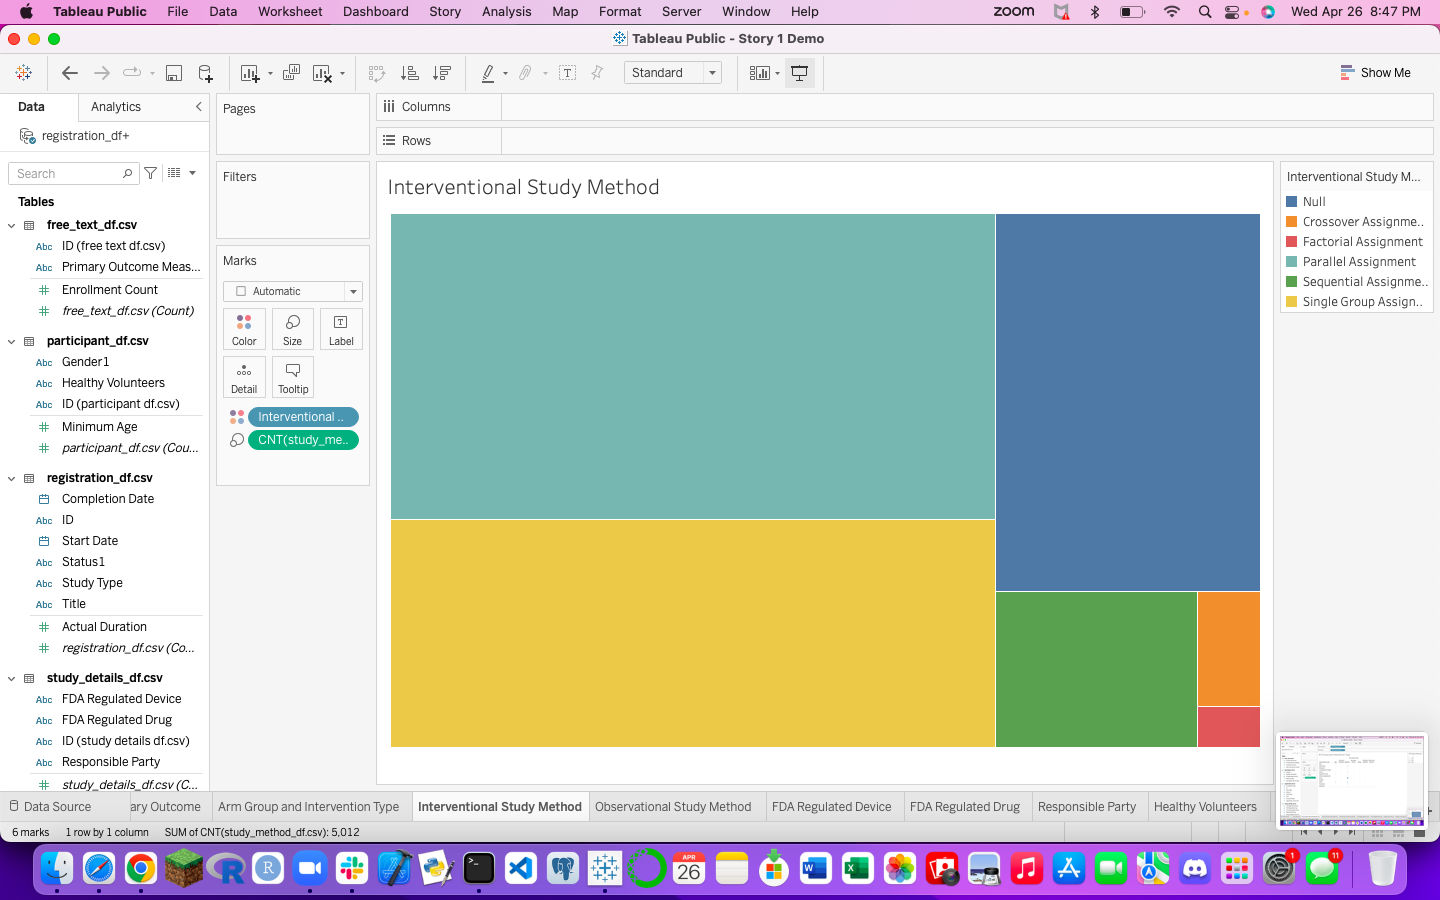 Tableau Public File Data Worksheet Dashboard Story Analysis Map Format Server Window Help zoom Wed Apr 26 8:47 PM
Tableau Public - Story 1 Demo
Standard
Show Me
Data Analytics
registration_df+
Search
Tables
free_text_df.csv
Abc ID (free text df.csv)
Abc Primary Outcome Meas...
Enrollment Count
free_text_df.csv (Count)
participant_df.csv
Abc Gender1
Abc Healthy Volunteers
Abc ID (participant df.csv)
Minimum Age
participant_df.csv (Cou...
registration_df.csv
Completion Date
Abc ID
Start Date
Abc Status1
Abc Study Type
Abc Title
Actual Duration
registration_df.csv (Co...
study_details_df.csv
Abc FDA Regulated Device
Abc FDA Regulated Drug
Abc ID (study details df.csv)
Abc Responsible Party
study_details_df.csv (C...
Pages
Filters
Marks
Automatic
Color Size Label
Detail Tooltip
Interventional ..
CNT(study_me..
Columns
Rows
Interventional Study Method
Interventional Study M...
Null
Crossover Assignme..
Factorial Assignment
Parallel Assignment
Sequential Assignme..
Single Group Assign..
Data Source ary Outcome Arm Group and Intervention Type Interventional Study Method Observational Study Method FDA Regulated Device FDA Regulated Drug Responsible Party Healthy Volunteers
6 marks 1 row by 1 column SUM of CNT(study_method_df.csv): 5,012
APR
26
1
11